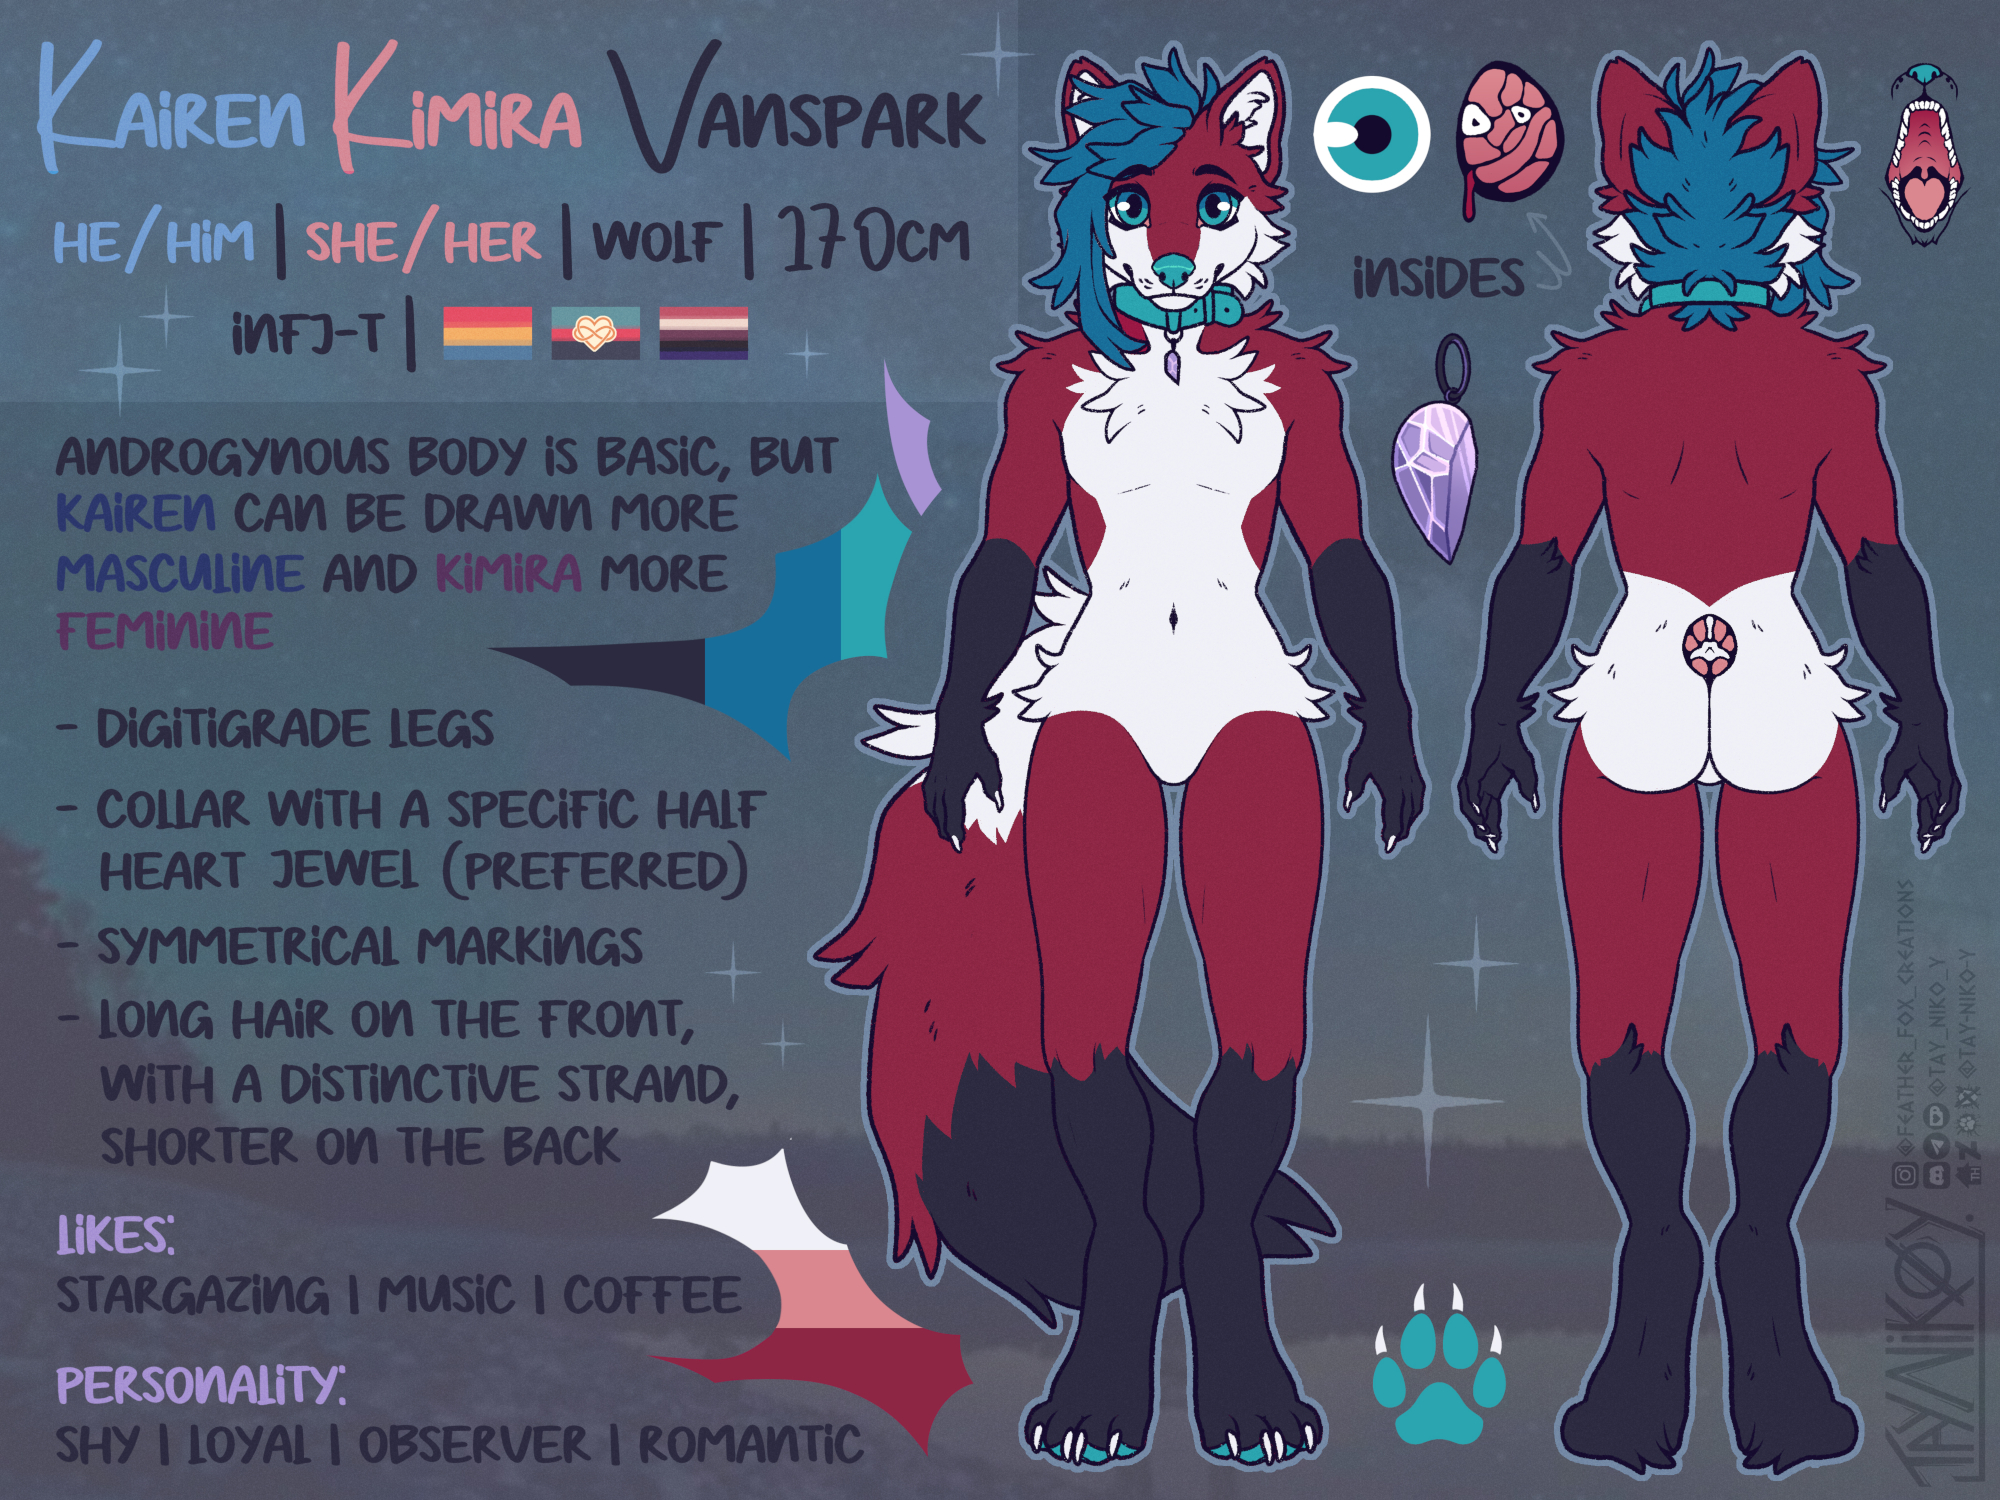 KAIREN KIMIRA VANSPARK
HE/HIM | SHE/HER | WOLF | 170CM
INFJ-T |
ANDROGYNOUS BODY IS BASIC, BUT
KAIREN CAN BE DRAWN MORE
MASCULINE AND KIMIRA MORE
FEMININE
- DIGITIGRADE LEGS
- COLLAR WITH A SPECIFIC HALF
HEART JEWEL (PREFERRED)
- SYMMETRICAL MARKINGS
- LONG HAIR ON THE FRONT,
WITH A DISTINCTIVE STRAND,
SHORTER ON THE BACK
LIKES:
STARGAZING | MUSIC | COFFEE
PERSONALITY:
SHY | LOYAL | OBSERVER | ROMANTIC
INSIDES
@FEATHER_FOX_CREATIONS
@TAY_NIKO_Y
@TAY-NIKO-Y
TAYNIKØY.